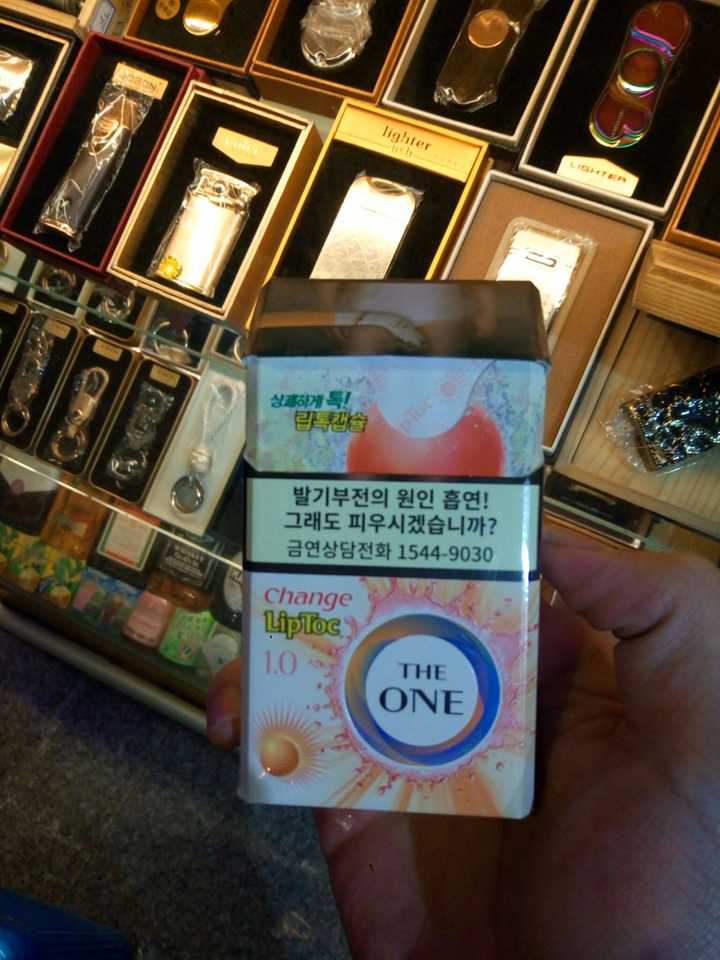 lighter
LIGHTER
상쾌하게 톡!
립톡캡슐
LipToc
발기부전의 원인 흡연!
그래도 피우시겠습니까?
금연상담전화 1544-9030
change
LipToc
1.0
THE
ONE